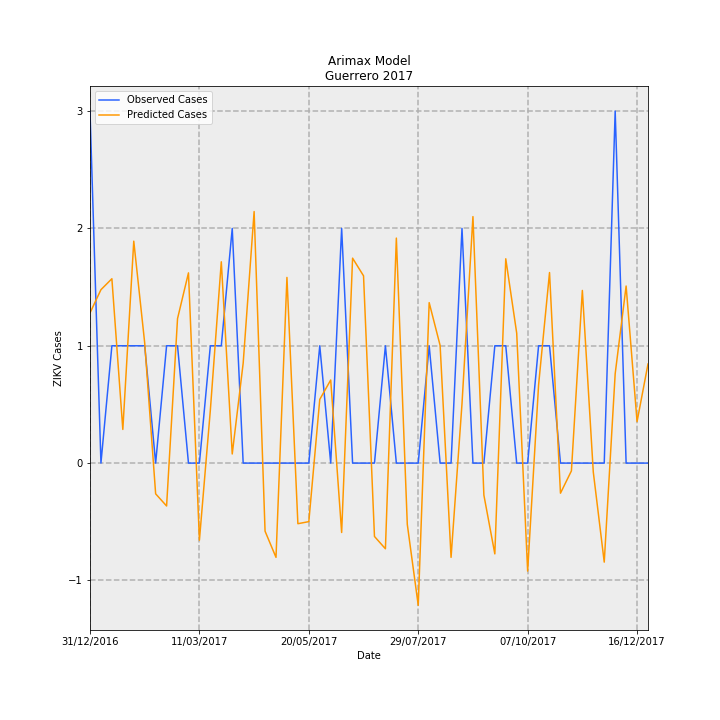 Arimax Model
Guerrero 2017
Observed Cases
Predicted Cases
3
2
1
0
−1
ZIKV Cases
31/12/2016 11/03/2017 20/05/2017 29/07/2017 07/10/2017 16/12/2017
Date